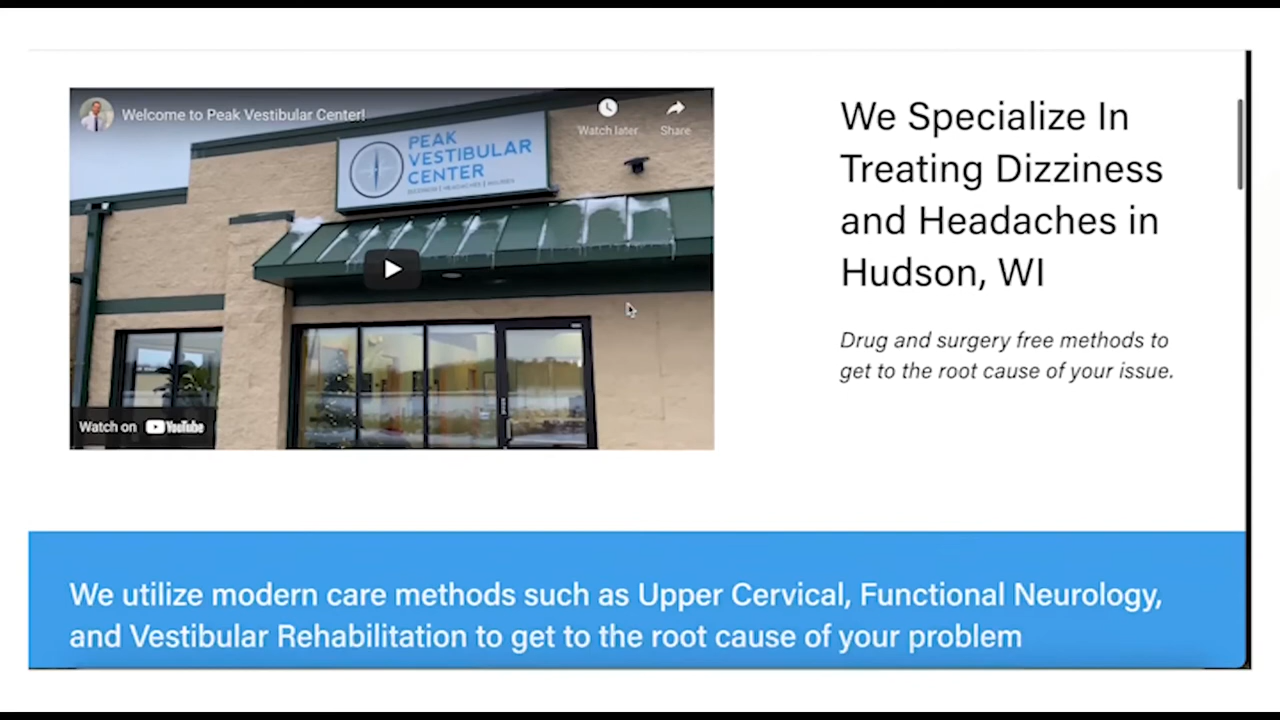 Welcome to Peak Vestibular Center!
Watch later
Share
PEAK
VESTIBULAR
CENTER
DIZZINESS | HEADACHES |
Watch on YouTube
We Specialize In
Treating Dizziness
and Headaches in
Hudson, WI
Drug and surgery free methods to
get to the root cause of your issue.
We utilize modern care methods such as Upper Cervical, Functional Neurology,
and Vestibular Rehabilitation to get to the root cause of your problem